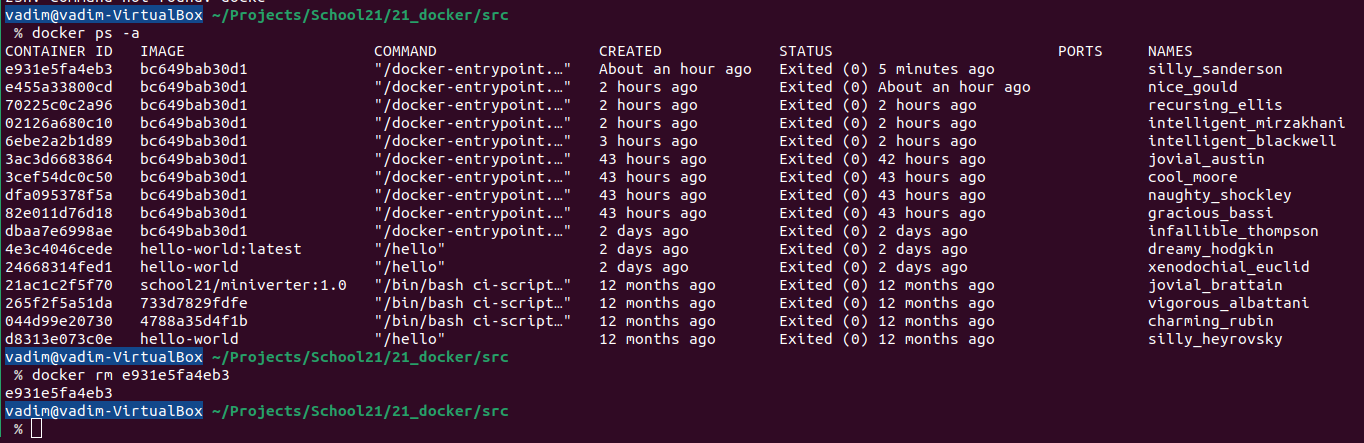 vadim@vadim-VirtualBox ~/Projects/School21/21_docker/src
% docker ps -a
CONTAINER ID   IMAGE                    COMMAND                  CREATED             STATUS                         PORTS     NAMES
e931e5fa4eb3   bc649bab30d1             "/docker-entrypoint.…"   About an hour ago   Exited (0) 5 minutes ago                 silly_sanderson
e455a33800cd   bc649bab30d1             "/docker-entrypoint.…"   2 hours ago         Exited (0) About an hour ago             nice_gould
70225c0c2a96   bc649bab30d1             "/docker-entrypoint.…"   2 hours ago         Exited (0) 2 hours ago                   recursing_ellis
02126a680c10   bc649bab30d1             "/docker-entrypoint.…"   2 hours ago         Exited (0) 2 hours ago                   intelligent_mirzakhani
6ebe2a2b1d89   bc649bab30d1             "/docker-entrypoint.…"   3 hours ago         Exited (0) 2 hours ago                   intelligent_blackwell
3ac3d6683864   bc649bab30d1             "/docker-entrypoint.…"   43 hours ago        Exited (0) 42 hours ago                  jovial_austin
3cef54dc0c50   bc649bab30d1             "/docker-entrypoint.…"   43 hours ago        Exited (0) 43 hours ago                  cool_moore
dfa095378f5a   bc649bab30d1             "/docker-entrypoint.…"   43 hours ago        Exited (0) 43 hours ago                  naughty_shockley
82e011d76d18   bc649bab30d1             "/docker-entrypoint.…"   43 hours ago        Exited (0) 43 hours ago                  gracious_bassi
dbaa7e6998ae   bc649bab30d1             "/docker-entrypoint.…"   2 days ago          Exited (0) 2 days ago                    infallible_thompson
4e3c4046cede   hello-world:latest       "/hello"                 2 days ago          Exited (0) 2 days ago                    dreamy_hodgkin
24668314fed1   hello-world              "/hello"                 2 days ago          Exited (0) 2 days ago                    xenodochial_euclid
21ac1c2f5f70   school21/miniverter:1.0   "/bin/bash ci-script…"   12 months ago       Exited (0) 12 months ago                 jovial_brattain
265f2f5a51da   733d7829fdfe             "/bin/bash ci-script…"   12 months ago       Exited (0) 12 months ago                 vigorous_albattani
044d99e20730   4788a35d4f1b             "/bin/bash ci-script…"   12 months ago       Exited (0) 12 months ago                 charming_rubin
d8313e073c0e   hello-world              "/hello"                 12 months ago       Exited (0) 12 months ago                 silly_heyrovsky
vadim@vadim-VirtualBox ~/Projects/School21/21_docker/src
% docker rm e931e5fa4eb3
e931e5fa4eb3
vadim@vadim-VirtualBox ~/Projects/School21/21_docker/src
%